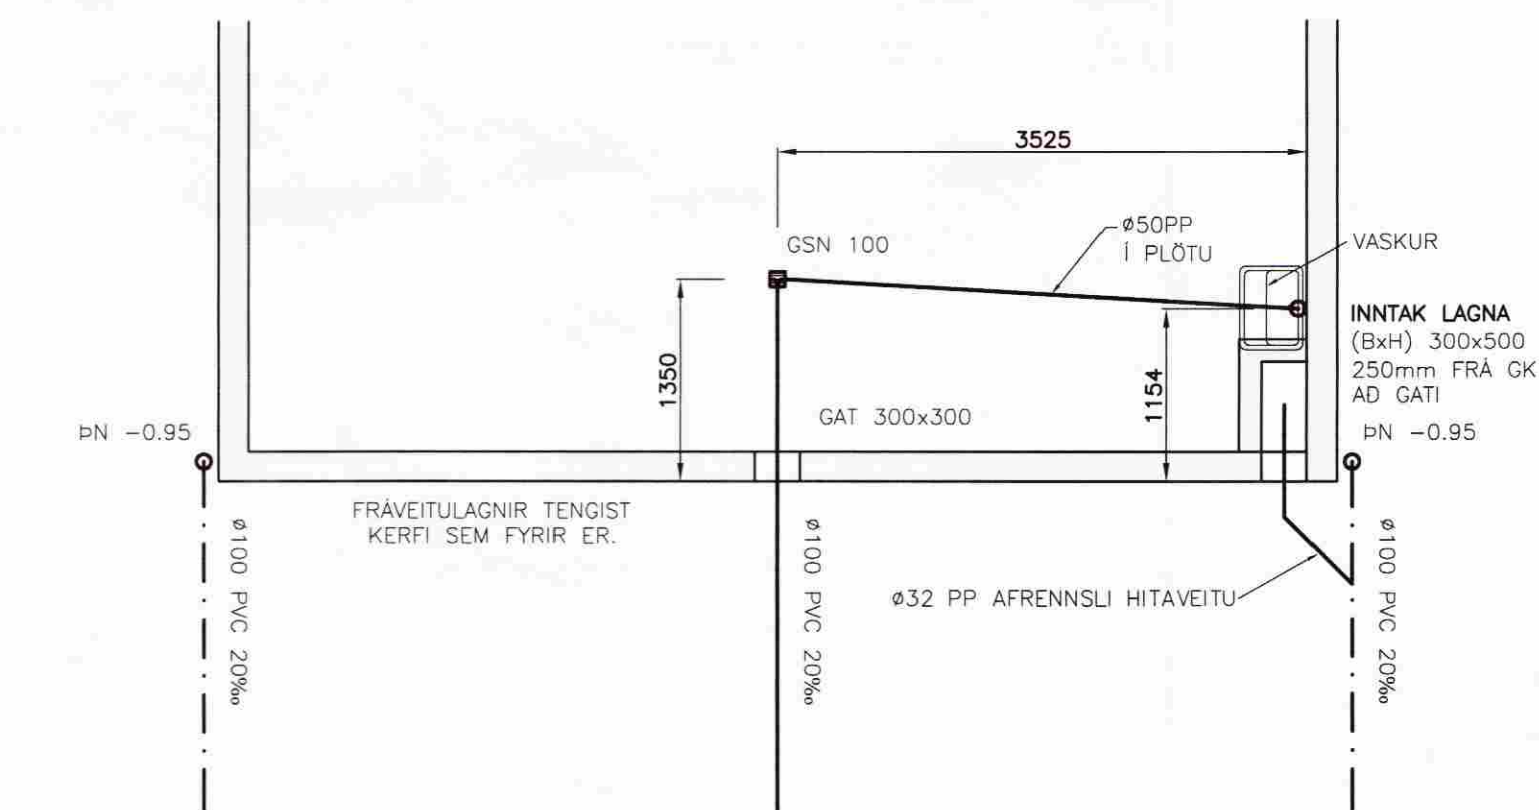 3525
ø50PP
Í PLÖTU
GSN 100
VASKUR
INNTAK LAGNA
(BxH) 300x500
250mm FRÁ GK
AÐ GATI
1350
1154
GAT 300x300
ÞN -0.95
ÞN -0.95
FRÁVEITULAGNIR TENGIST
KERFI SEM FYRIR ER.
ø100 PVC 20‰
ø100 PVC 20‰
ø100 PVC 20‰
ø32 PP AFRENNSLI HITAVEITU